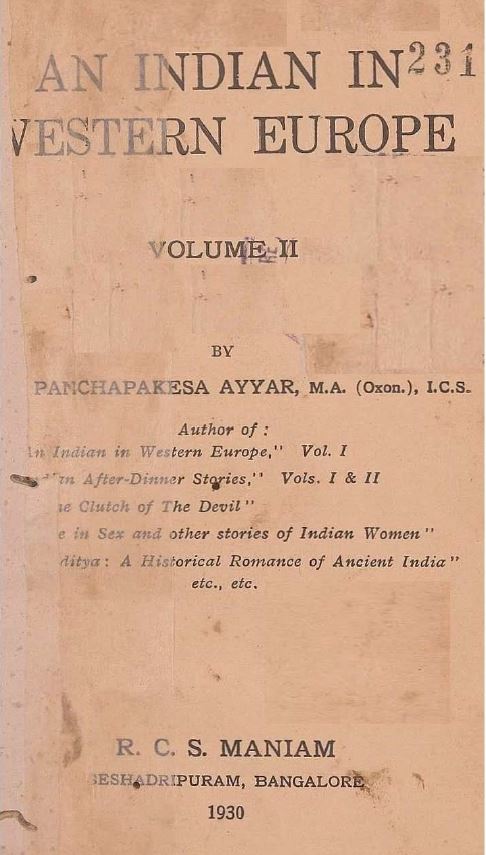 AN INDIAN IN 231
WESTERN EUROPE
VOLUME II
BY
PANCHAPAKESA AYYAR, M.A. (Oxon.), I.C.S.
Author of :
An Indian in Western Europe," Vol. I
After-Dinner Stories," Vols. I & II
Clutch of The Devil"
in Sex and other stories of Indian Women"
ditya : A Historical Romance of Ancient India"
etc., etc.
R. C. S. MANIAM
SESHADRIPURAM, BANGALORE
1930